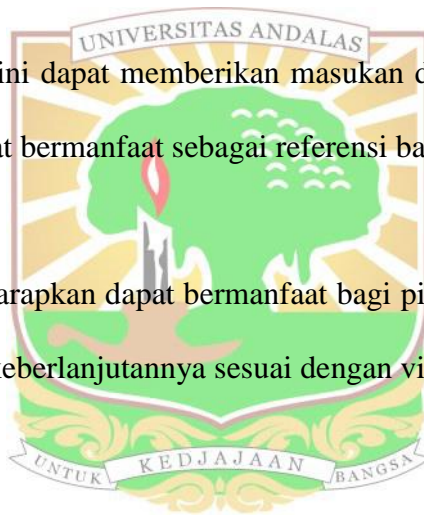 UNIVERSITAS ANDALAS
ini dapat memberikan masukan d
at bermanfaat sebagai referensi ba
arapkan dapat bermanfaat bagi pi
keberlanjutannya sesuai dengan vi
UNTUK KEDJAJAAN BANGSA